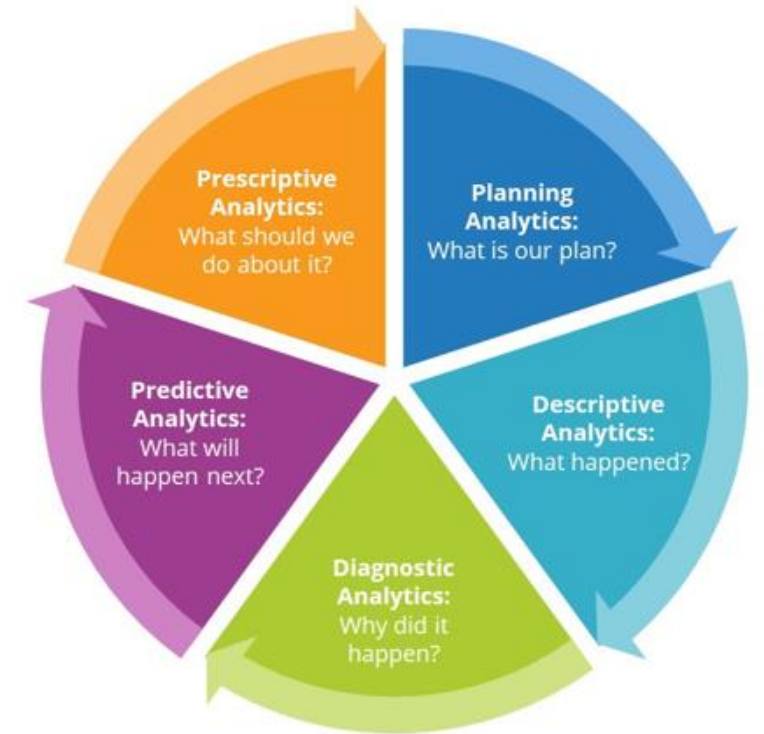 Planning
Analytics:
What is our plan?
Descriptive
Analytics:
What happened?
Diagnostic
Analytics:
Why did it
happen?
Predictive
Analytics:
What will
happen next?
Prescriptive
Analytics:
What should we
do about it?